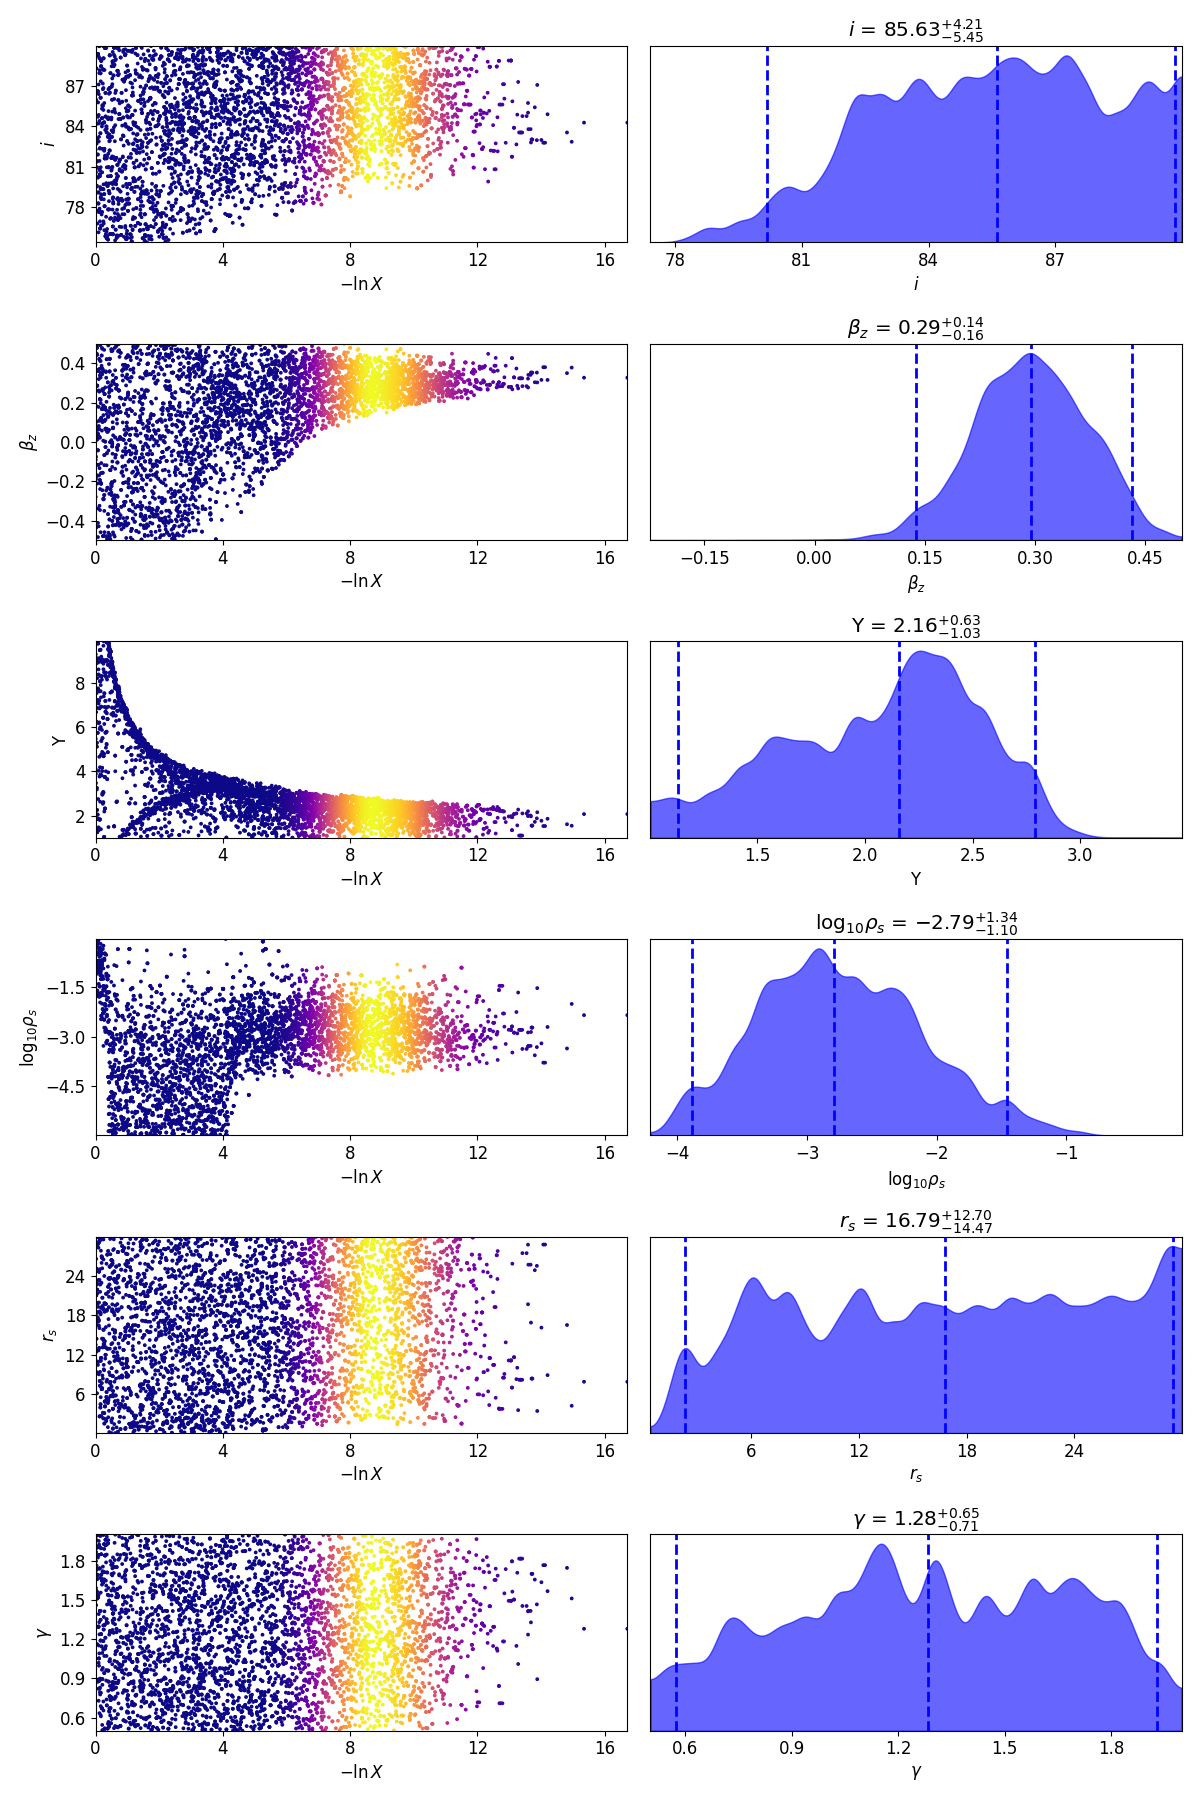 i = 85.63+4.21−5.45
87
84
81
78
i
0 4 8 12 16
−ln X
78 81 84 87
i
βz = 0.29+0.14−0.16
0.4
0.2
0.0
−0.2
−0.4
βz
0 4 8 12 16
−ln X
−0.15 0.00 0.15 0.30 0.45
βz
Y = 2.16+0.63−1.03
8
6
4
2
Y
0 4 8 12 16
−ln X
1.5 2.0 2.5 3.0
Y
log10ρs = −2.79+1.34−1.10
−1.5
−3.0
−4.5
log10ρs
0 4 8 12 16
−ln X
−4 −3 −2 −1
log10ρs
rs = 16.79+12.70−14.47
24
18
12
6
rs
0 4 8 12 16
−ln X
6 12 18 24
rs
γ = 1.28+0.65−0.71
1.8
1.5
1.2
0.9
0.6
γ
0 4 8 12 16
−ln X
0.6 0.9 1.2 1.5 1.8
γ